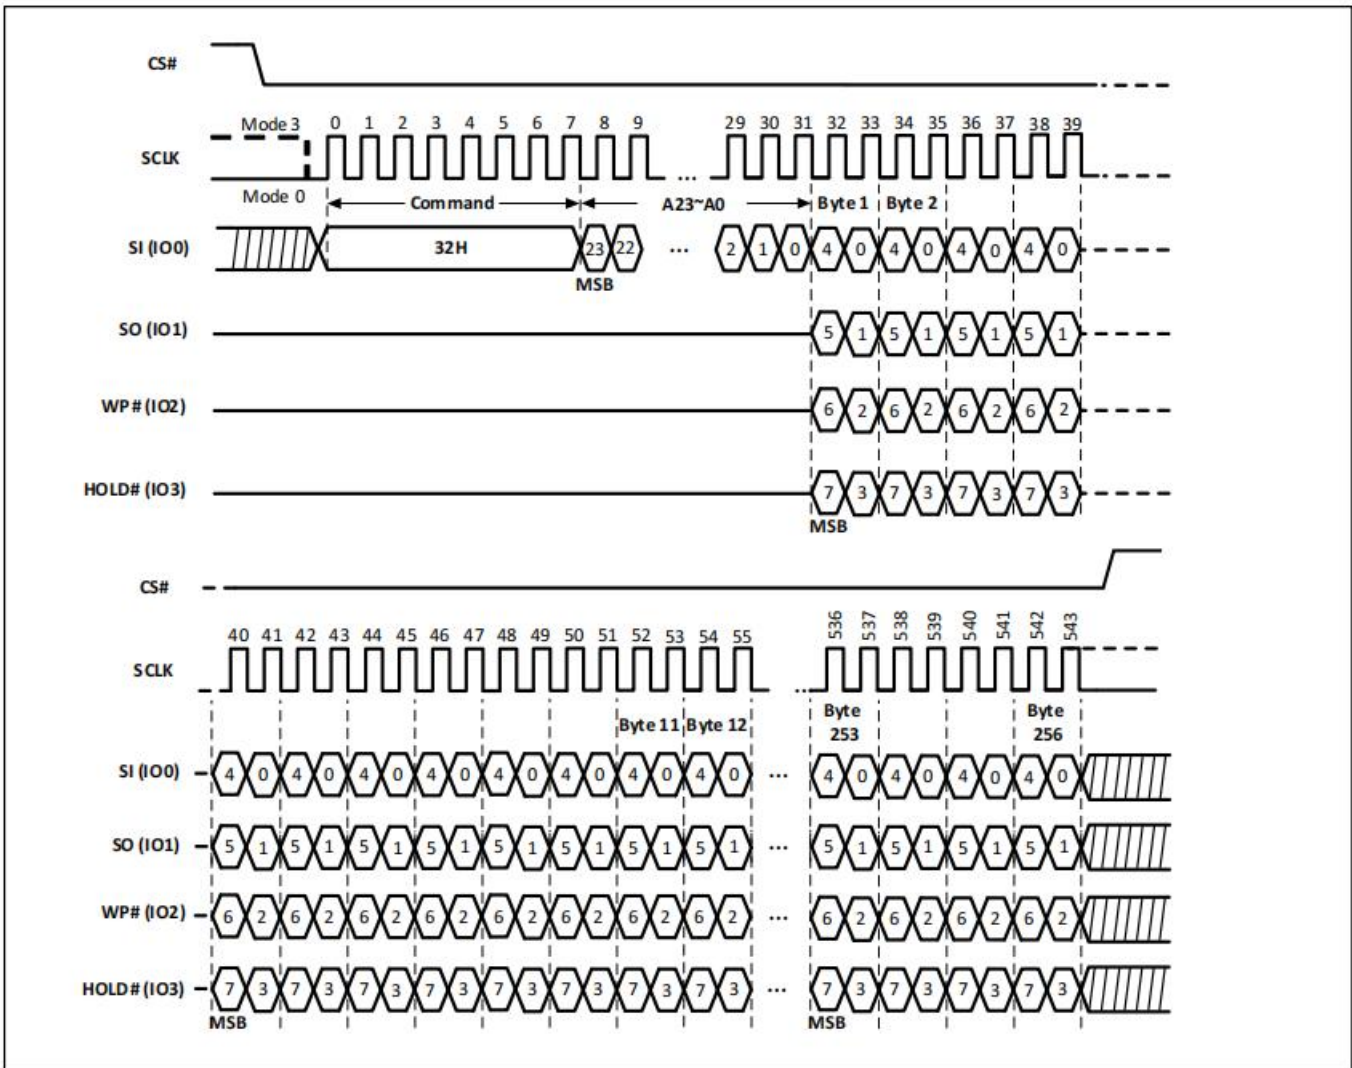 CS#
Mode 3 0 1 2 3 4 5 6 7 8 9 29 30 31 32 33 34 35 36 37 38 39
SCLK ...
Mode 0 Command A23~A0 Byte 1 Byte 2
SI (IO0) 32H 23 22 ... 2 1 0 4 0 4 0 4 0 4 0
MSB
SO (IO1) 5 1 5 1 5 1 5 1
WP# (IO2) 6 2 6 2 6 2 6 2
HOLD# (IO3) 7 3 7 3 7 3 7 3
MSB
CS#
40 41 42 43 44 45 46 47 48 49 50 51 52 53 54 55 536 537 538 539 540 541 542 543
SCLK ...
Byte 11 Byte 12 Byte 253 Byte 256
SI (IO0) 4 0 4 0 4 0 4 0 4 0 4 0 4 0 4 0 ... 4 0 4 0 4 0 4 0
SO (IO1) 5 1 5 1 5 1 5 1 5 1 5 1 5 1 5 1 ... 5 1 5 1 5 1 5 1
WP# (IO2) 6 2 6 2 6 2 6 2 6 2 6 2 6 2 6 2 ... 6 2 6 2 6 2 6 2
HOLD# (IO3) 7 3 7 3 7 3 7 3 7 3 7 3 7 3 7 3 ... 7 3 7 3 7 3 7 3
MSB MSB